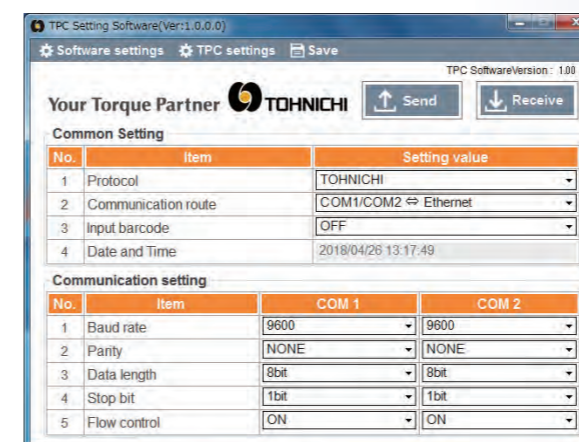 TPC Setting Software(Ver:1.0.0.0)
Software settings TPC settings Save
TPC SoftwareVersion : 1.00
Your Torque Partner TOHNICHI Send Receive
Common Setting
No. Item Setting value
1 Protocol TOHNICHI
2 Communication route COM1/COM2 ⇔ Ethernet
3 Input barcode OFF
4 Date and Time 2018/04/26 13:17:49
Communication setting
No. Item COM 1 COM 2
1 Baud rate 9600 9600
2 Parity NONE NONE
3 Data length 8bit 8bit
4 Stop bit 1bit 1bit
5 Flow control ON ON